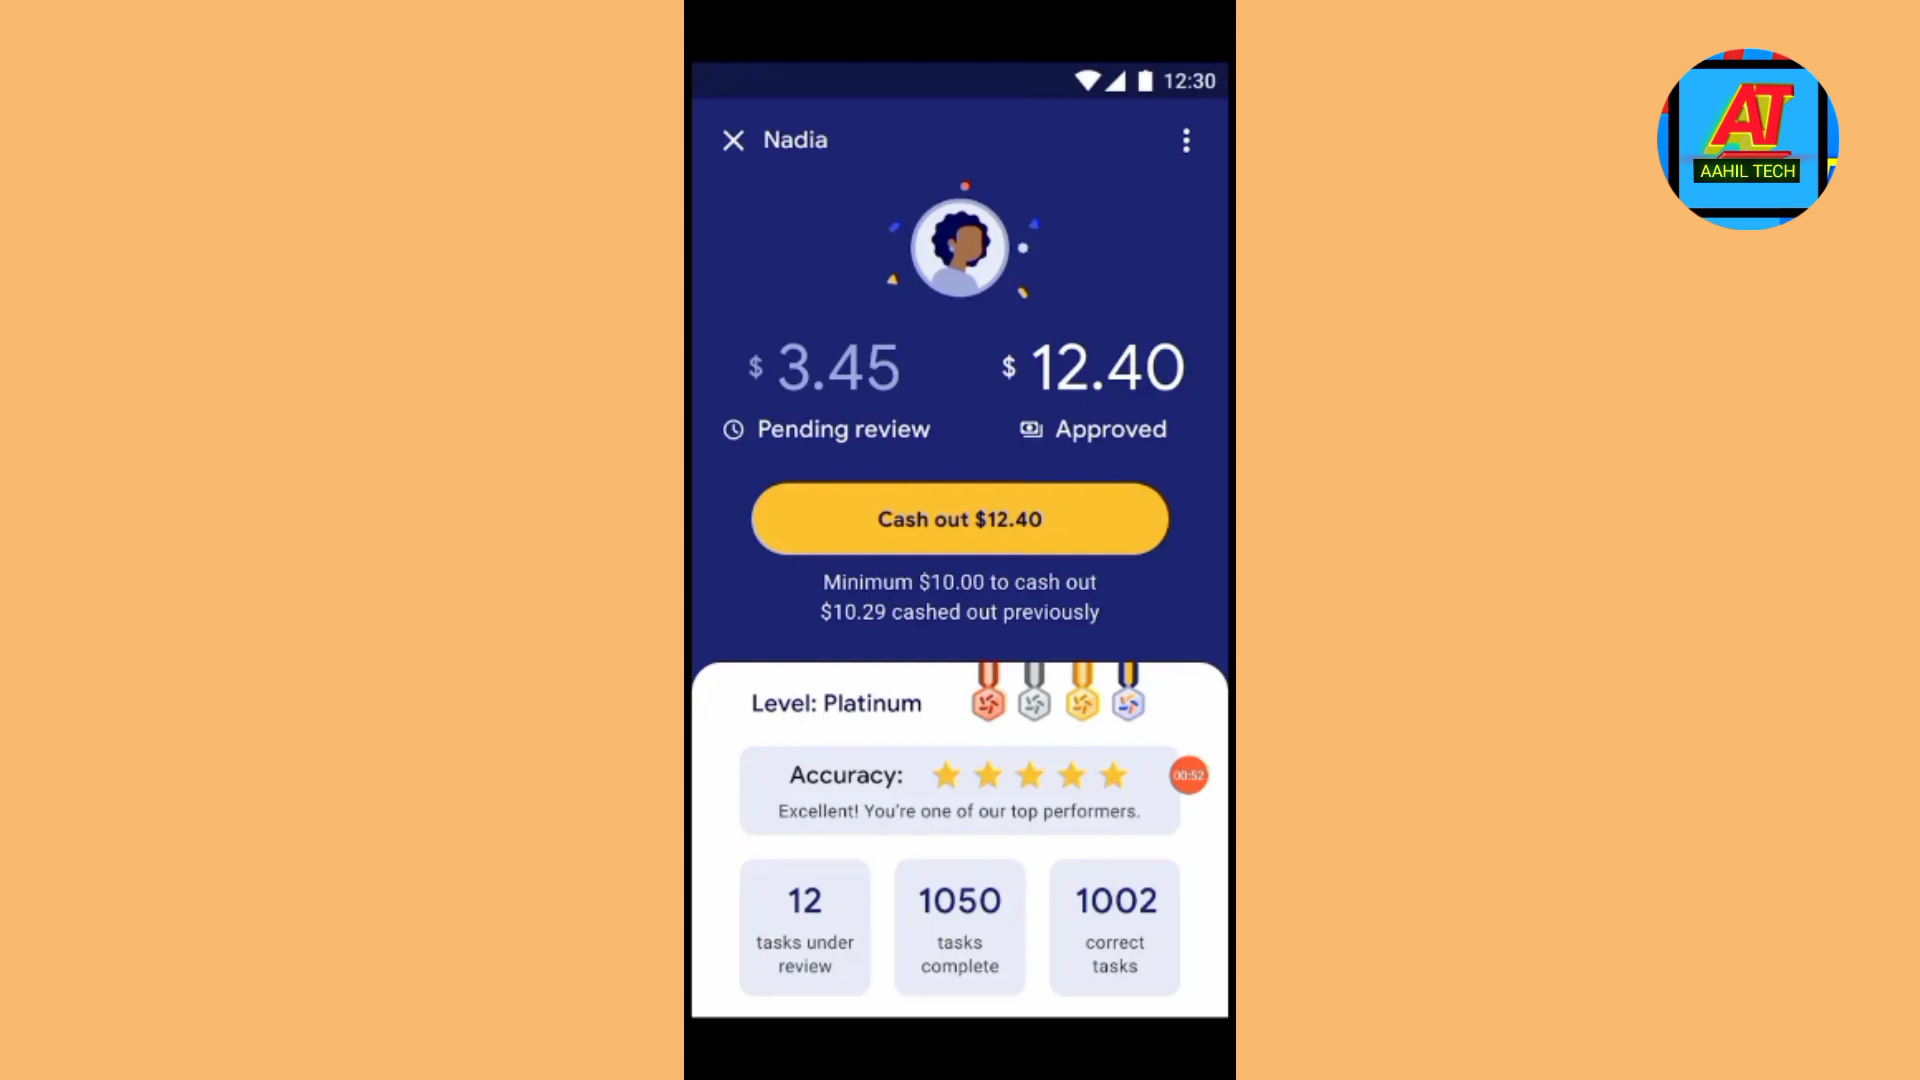 12:30
Nadia
$ 3.45
$ 12.40
Pending review
Approved
Cash out $12.40
Minimum $10.00 to cash out
$10.29 cashed out previously
Level: Platinum
Accuracy:
Excellent! You're one of our top performers.
00:52
12
tasks under
review
1050
tasks
complete
1002
correct
tasks
AT
AAHIL TECH